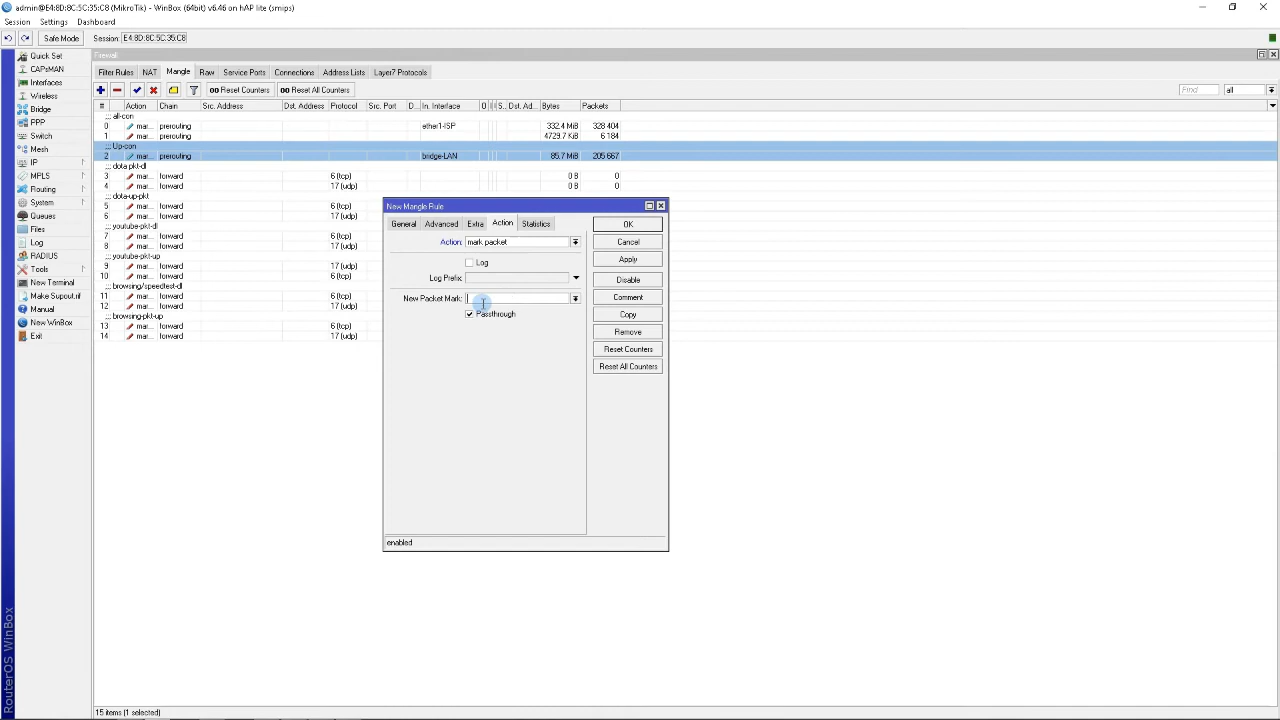 admin@E4:8D:8C:5C:35:C8 (MikroTik) - WinBox (64bit) v6.46 on hAP lite (smips)
Session Settings Dashboard
Safe Mode Session: E4:8D:8C:5C:35:C8
Quick Set
CAPsMAN
Interfaces
Wireless
Bridge
PPP
Switch
Mesh
IP
MPLS
Routing
System
Queues
Files
Log
RADIUS
Tools
New Terminal
Make Supout.rif
Manual
New WinBox
Exit
RouterOS WinBox
Firewall
Filter Rules NAT Mangle Raw Service Ports Connections Address Lists Layer7 Protocols
00 Reset Counters 00 Reset All Counters Find all
# Action Chain Src. Address Dst. Address Protocol Src. Port D... In. Interface O S.. Dst. Ad... Bytes Packets
;;; all-con
0 mar... prerouting ether1-ISP 332.4 MiB 328 404
1 mar... prerouting 4729.7 KiB 6 184
;;; Up-con
2 mar... prerouting bridge-LAN 85.7 MiB 205 667
;;; dota pkt-dl
3 mar... forward 6 (tcp) 0 B 0
4 mar... forward 17 (udp) 0 B 0
;;; dota-up-pkt
5 mar... forward 6 (tcp)
6 mar... forward 17 (udp)
;;; youtube-pkt-dl
7 mar... forward 6 (tcp)
8 mar... forward 17 (udp)
;;; youtube-pkt-up
9 mar... forward 17 (udp)
10 mar... forward 6 (tcp)
;;; browsing/speedtest-dl
11 mar... forward 6 (tcp)
12 mar... forward 17 (udp)
;;; browsing-pkt-up
13 mar... forward 6 (tcp)
14 mar... forward 17 (udp)
New Mangle Rule
General Advanced Extra Action Statistics
Action: mark packet
Log
Log Prefix:
New Packet Mark:
Passthrough
OK
Cancel
Apply
Disable
Comment
Copy
Remove
Reset Counters
Reset All Counters
enabled
15 items (1 selected)